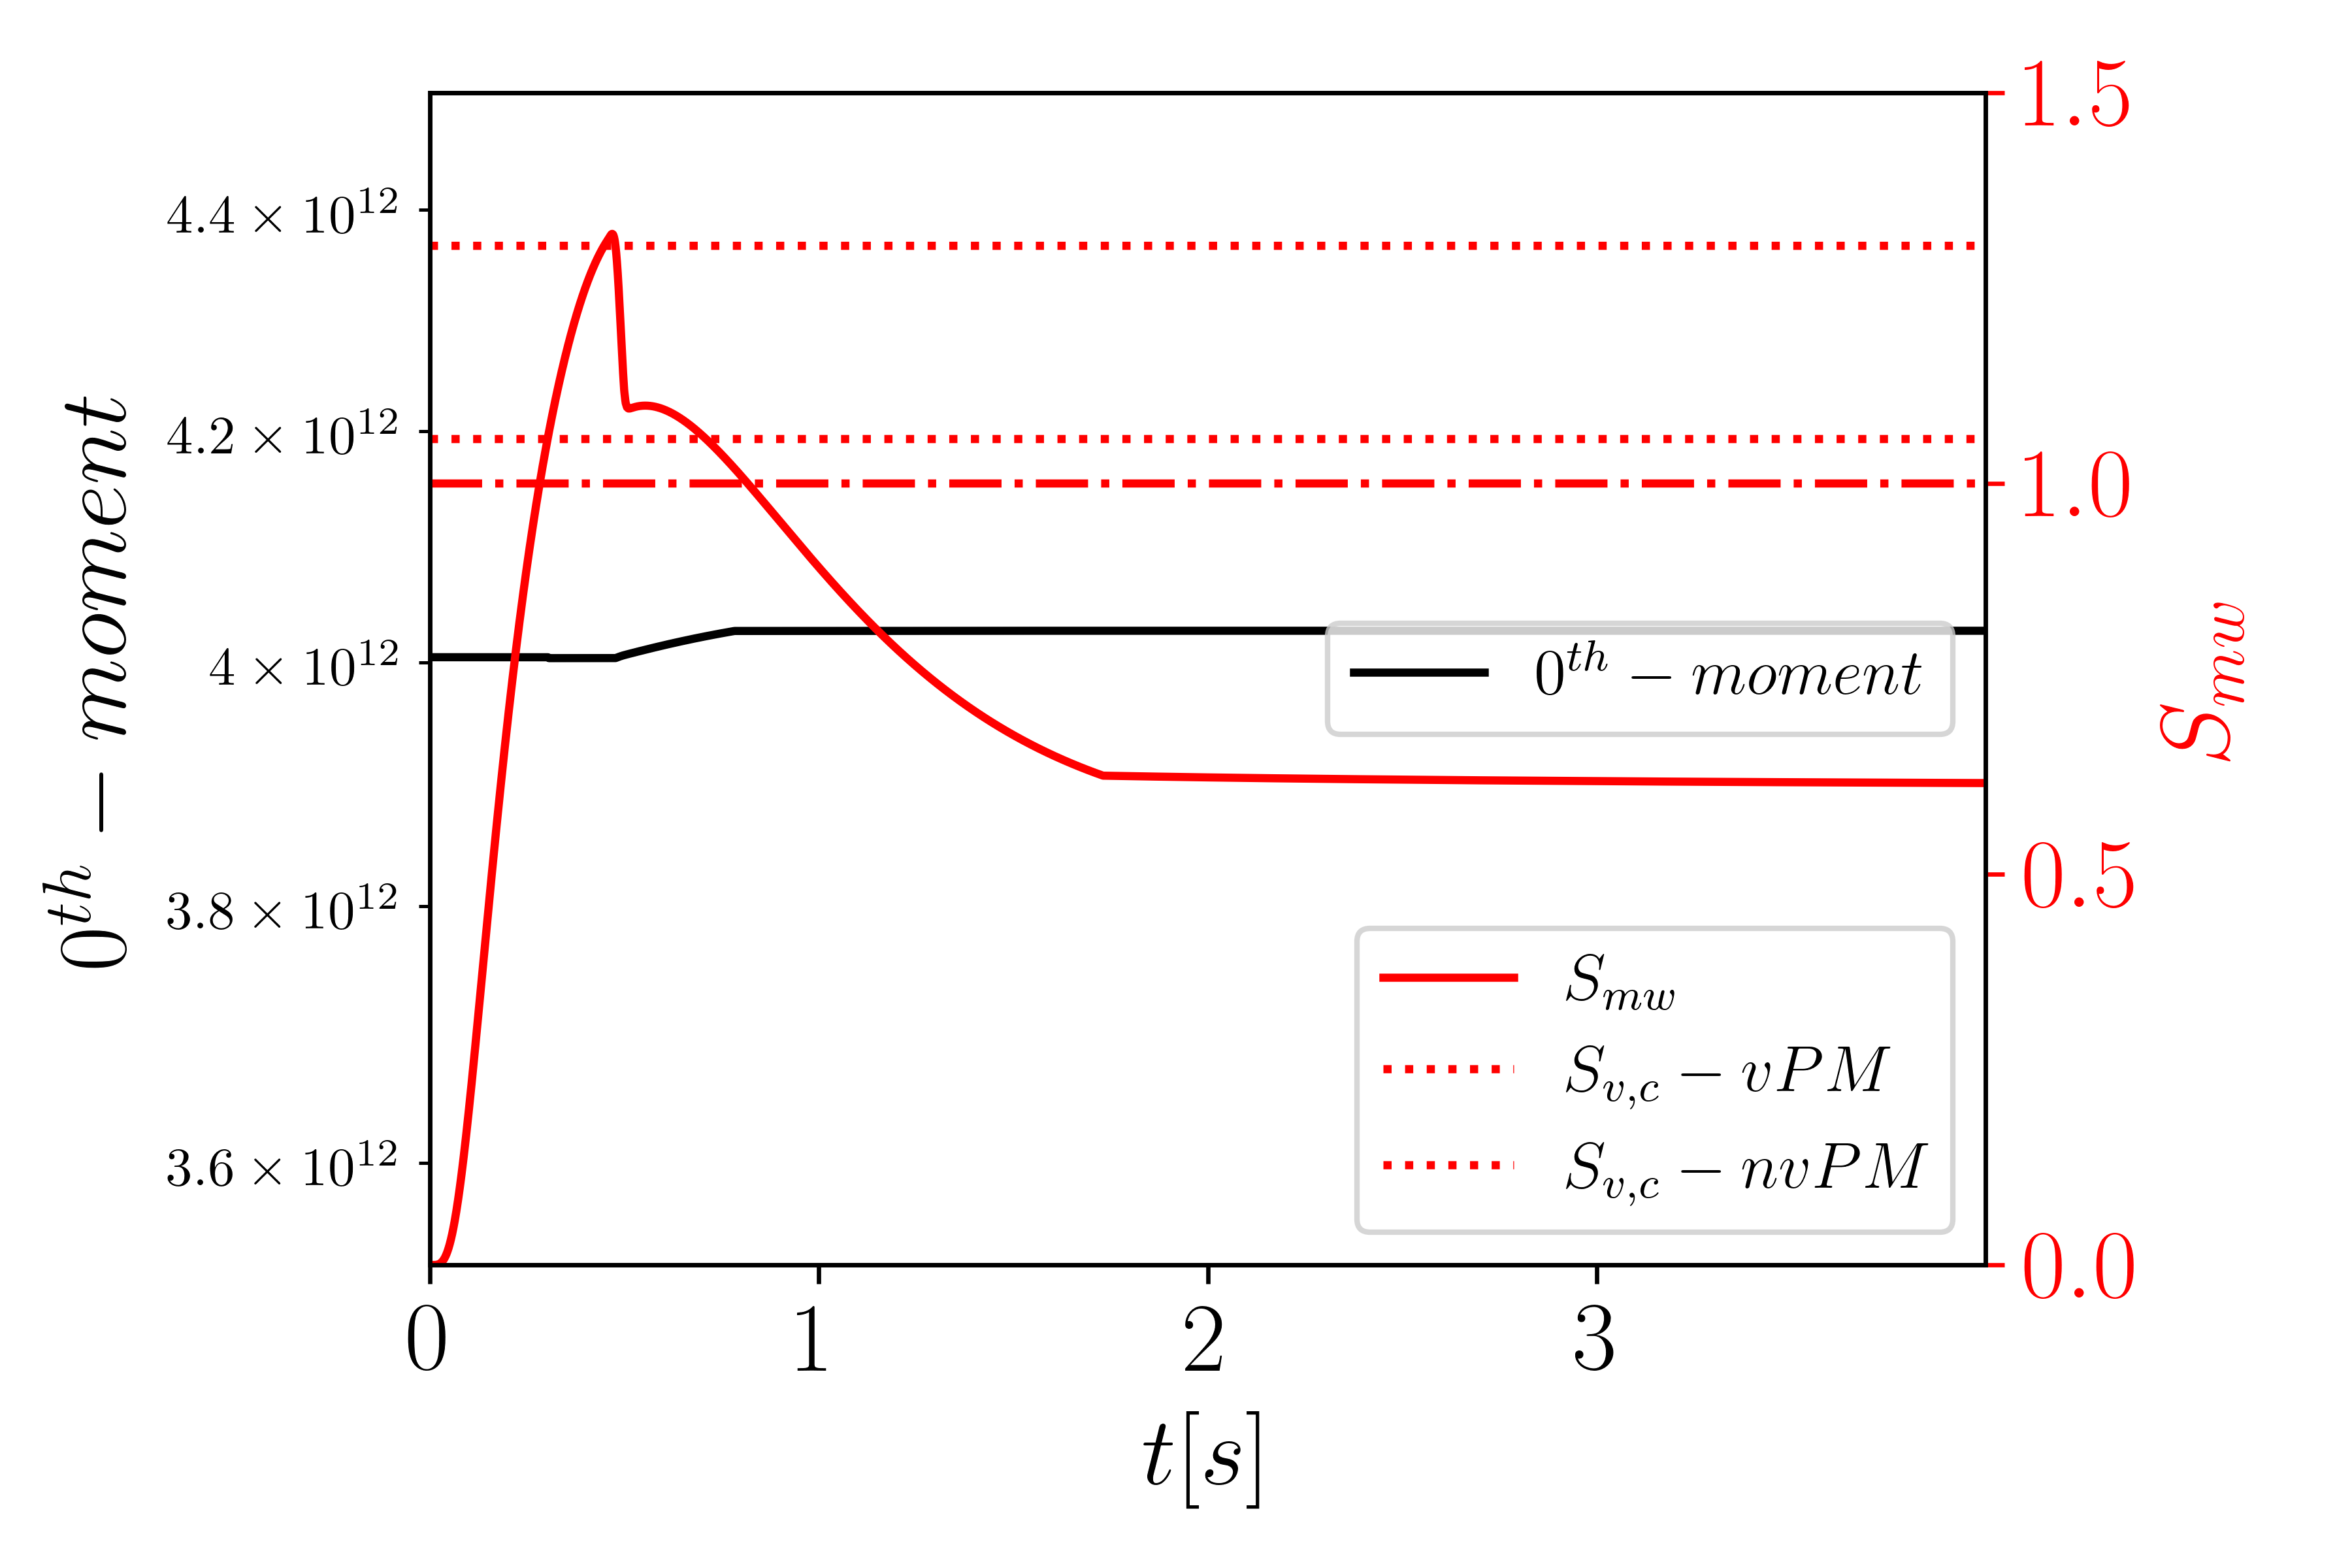 1.5
4.4 × 10^12
4.2 × 10^12
1.0
4 × 10^12
0^th − moment
0^th − moment
S_mw
3.8 × 10^12
0.5
S_mw
S_v,c − vPM
3.6 × 10^12
S_v,c − nvPM
0.0
0 1 2 3
t[s]